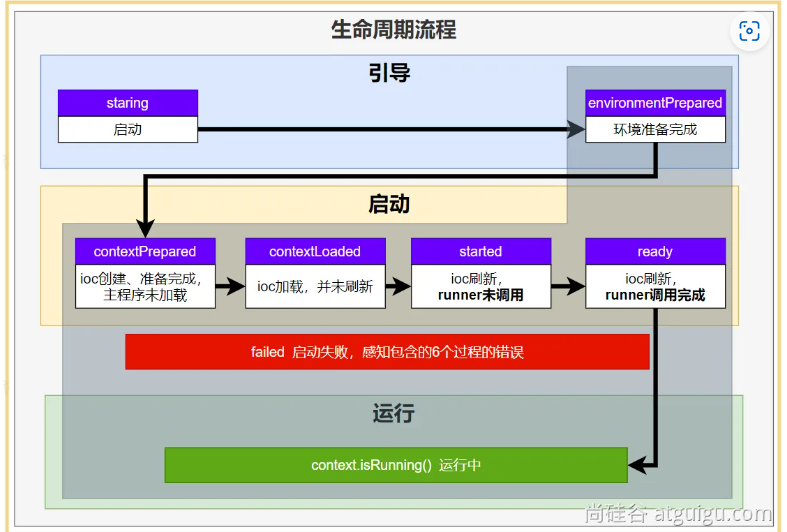 生命周期流程
引导
staring
启动
environmentPrepared
环境准备完成
启动
contextPrepared
ioc创建、准备完成，
主程序未加载
contextLoaded
ioc加载，并未刷新
started
ioc刷新，
runner未调用
ready
ioc刷新，
runner调用完成
failed 启动失败，感知包含的6个过程的错误
运行
context.isRunning() 运行中
尚硅谷 atguigu.com